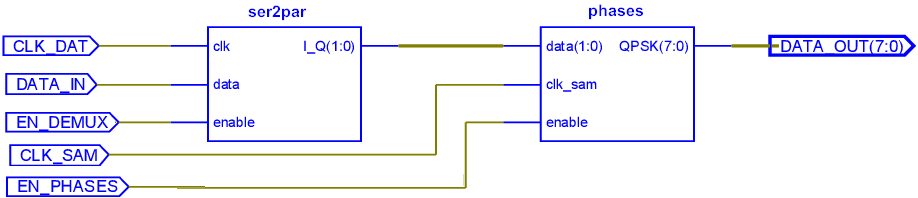 ser2par
phases
CLK_DAT
clk
I_Q(1:0)
data(1:0)
QPSK(7:0)
DATA_OUT(7:0)
DATA_IN
data
clk_sam
EN_DEMUX
enable
enable
CLK_SAM
EN_PHASES